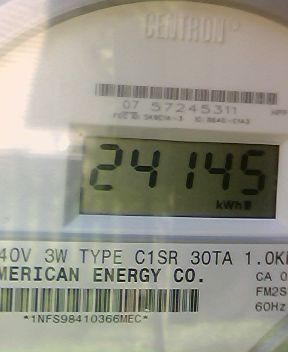 CENTRON®
07 57245311
24145
kWh
40V 3W TYPE C1SR 30TA 1.0K
MERICAN ENERGY CO.
CA 0
FM2S
60Hz
*1NFS98410366MEC*